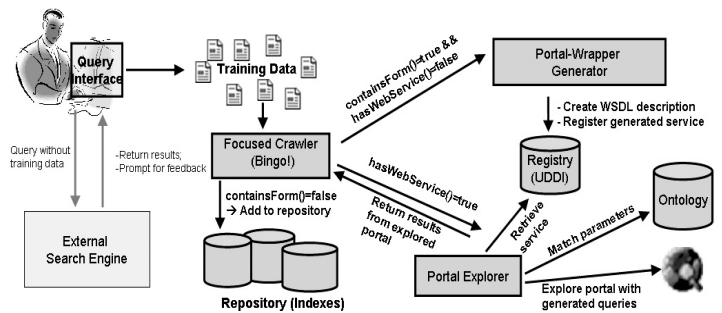 Query
Interface
Training Data
Query without
training data
-Return results;
-Prompt for feedback
External
Search Engine
Focused Crawler
(Bingo!)
containsForm()=false
→ Add to repository
Repository (Indexes)
containsForm()=true &&
hasWebService()=false
hasWebService()=true
Return results
from explored
portal
Portal-Wrapper
Generator
- Create WSDL description
- Register generated service
Registry
(UDDI)
Ontology
Retrieve
service
Match parameters
Portal Explorer
Explore portal with
generated queries